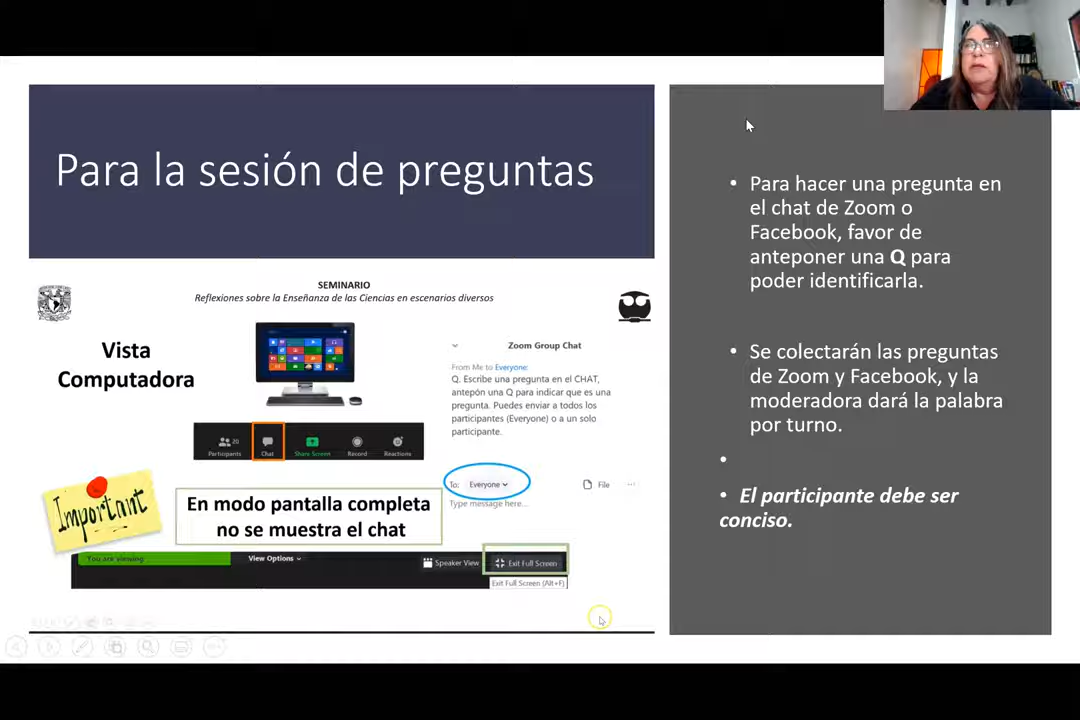 Para la sesión de preguntas
SEMINARIO
Reflexiones sobre la Enseñanza de las Ciencias en escenarios diversos
Vista
Computadora
Zoom Group Chat
From Me to Everyone:
Q. Escribe una pregunta en el CHAT,
antepón una Q para indicar que es una
pregunta. Puedes enviar a todos los
participantes (Everyone) o a un solo
participante.
20
Participants
Chat
Share Screen
Record
Reactions
To: Everyone
File
Type message here...
Important
En modo pantalla completa
no se muestra el chat
You are viewing
View Options
Speaker View
Exit Full Screen
Exit Full Screen (Alt+F)
• Para hacer una pregunta en
el chat de Zoom o
Facebook, favor de
anteponer una Q para
poder identificarla.
• Se colectarán las preguntas
de Zoom y Facebook, y la
moderadora dará la palabra
por turno.
•
• El participante debe ser
conciso.